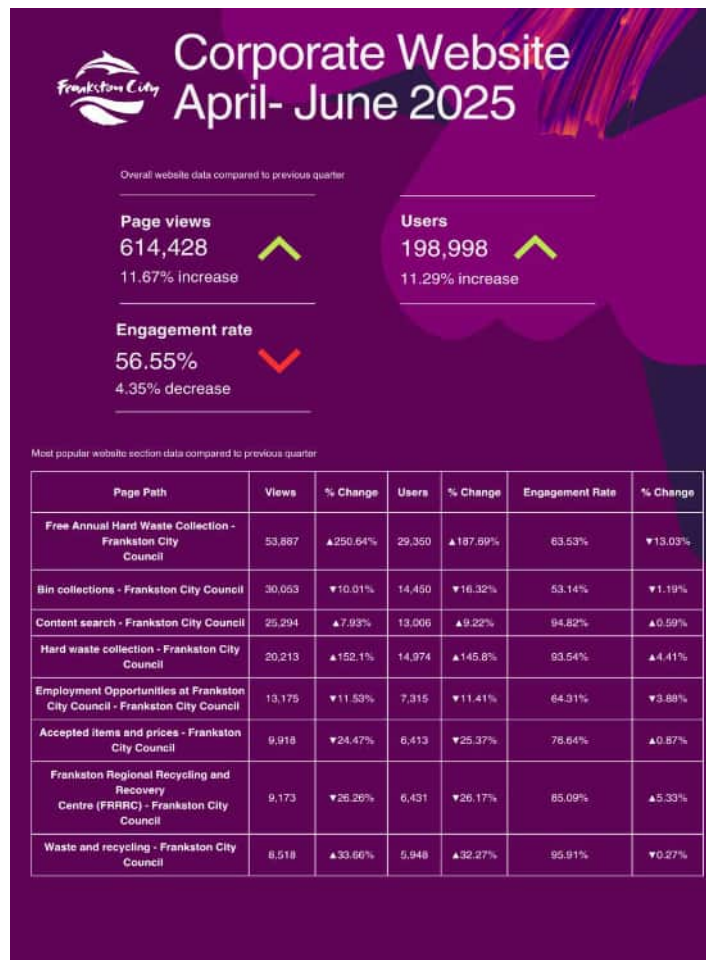 Frankston City
Corporate Website
April- June 2025
Overall website data compared to previous quarter
Page views
614,428
11.67% increase
Users
198,998
11.29% increase
Engagement rate
56.55%
4.35% decrease
Most popular website section data compared to previous quarter
Page Path Views % Change Users % Change Engagement Rate % Change
Free Annual Hard Waste Collection -
Frankston City
Council
53,887 ▲250.64% 29,350 ▲187.69% 63.53% ▼13.03%
Bin collections - Frankston City Council 30,053 ▼10.01% 14,450 ▼16.32% 53.14% ▼1.19%
Content search - Frankston City Council 25,294 ▲7.93% 13,006 ▲9.22% 94.82% ▲0.59%
Hard waste collection - Frankston City
Council
20,213 ▲152.1% 14,974 ▲145.8% 93.54% ▲4.41%
Employment Opportunities at Frankston
City Council - Frankston City Council
13,175 ▼11.53% 7,315 ▼11.41% 64.31% ▼3.88%
Accepted items and prices - Frankston
City Council
9,918 ▼24.47% 6,413 ▼25.37% 76.64% ▲0.87%
Frankston Regional Recycling and
Recovery
Centre (FRRRC) - Frankston City
Council
9,173 ▼26.26% 6,431 ▼26.17% 85.09% ▲5.33%
Waste and recycling - Frankston City
Council
8,518 ▲33.66% 5,948 ▲32.27% 95.91% ▼0.27%